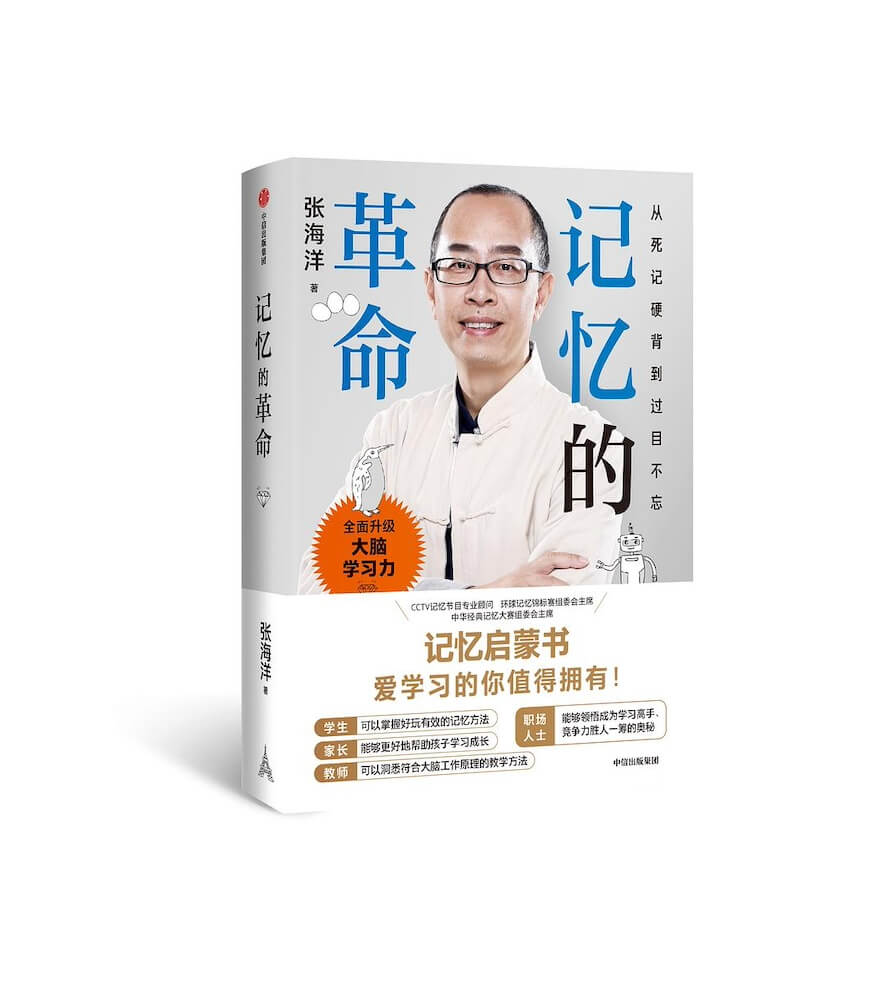 中信出版集团
记忆的革命
张海洋
著
记忆的
革命
从死记硬背到过目不忘
张海洋
著
全面升级
大脑
学习力
CCTV记忆节目专业顾问 环球记忆锦标赛组委会主席
中华经典记忆大赛组委会主席
记忆启蒙书
爱学习的你值得拥有！
学生 可以掌握好玩有效的记忆方法
家长 能够更好地帮助孩子学习成长
教师 可以洞悉符合大脑工作原理的教学方法
职场
人士
能够领悟成为学习高手、
竞争力胜人一筹的奥秘
中信出版集团